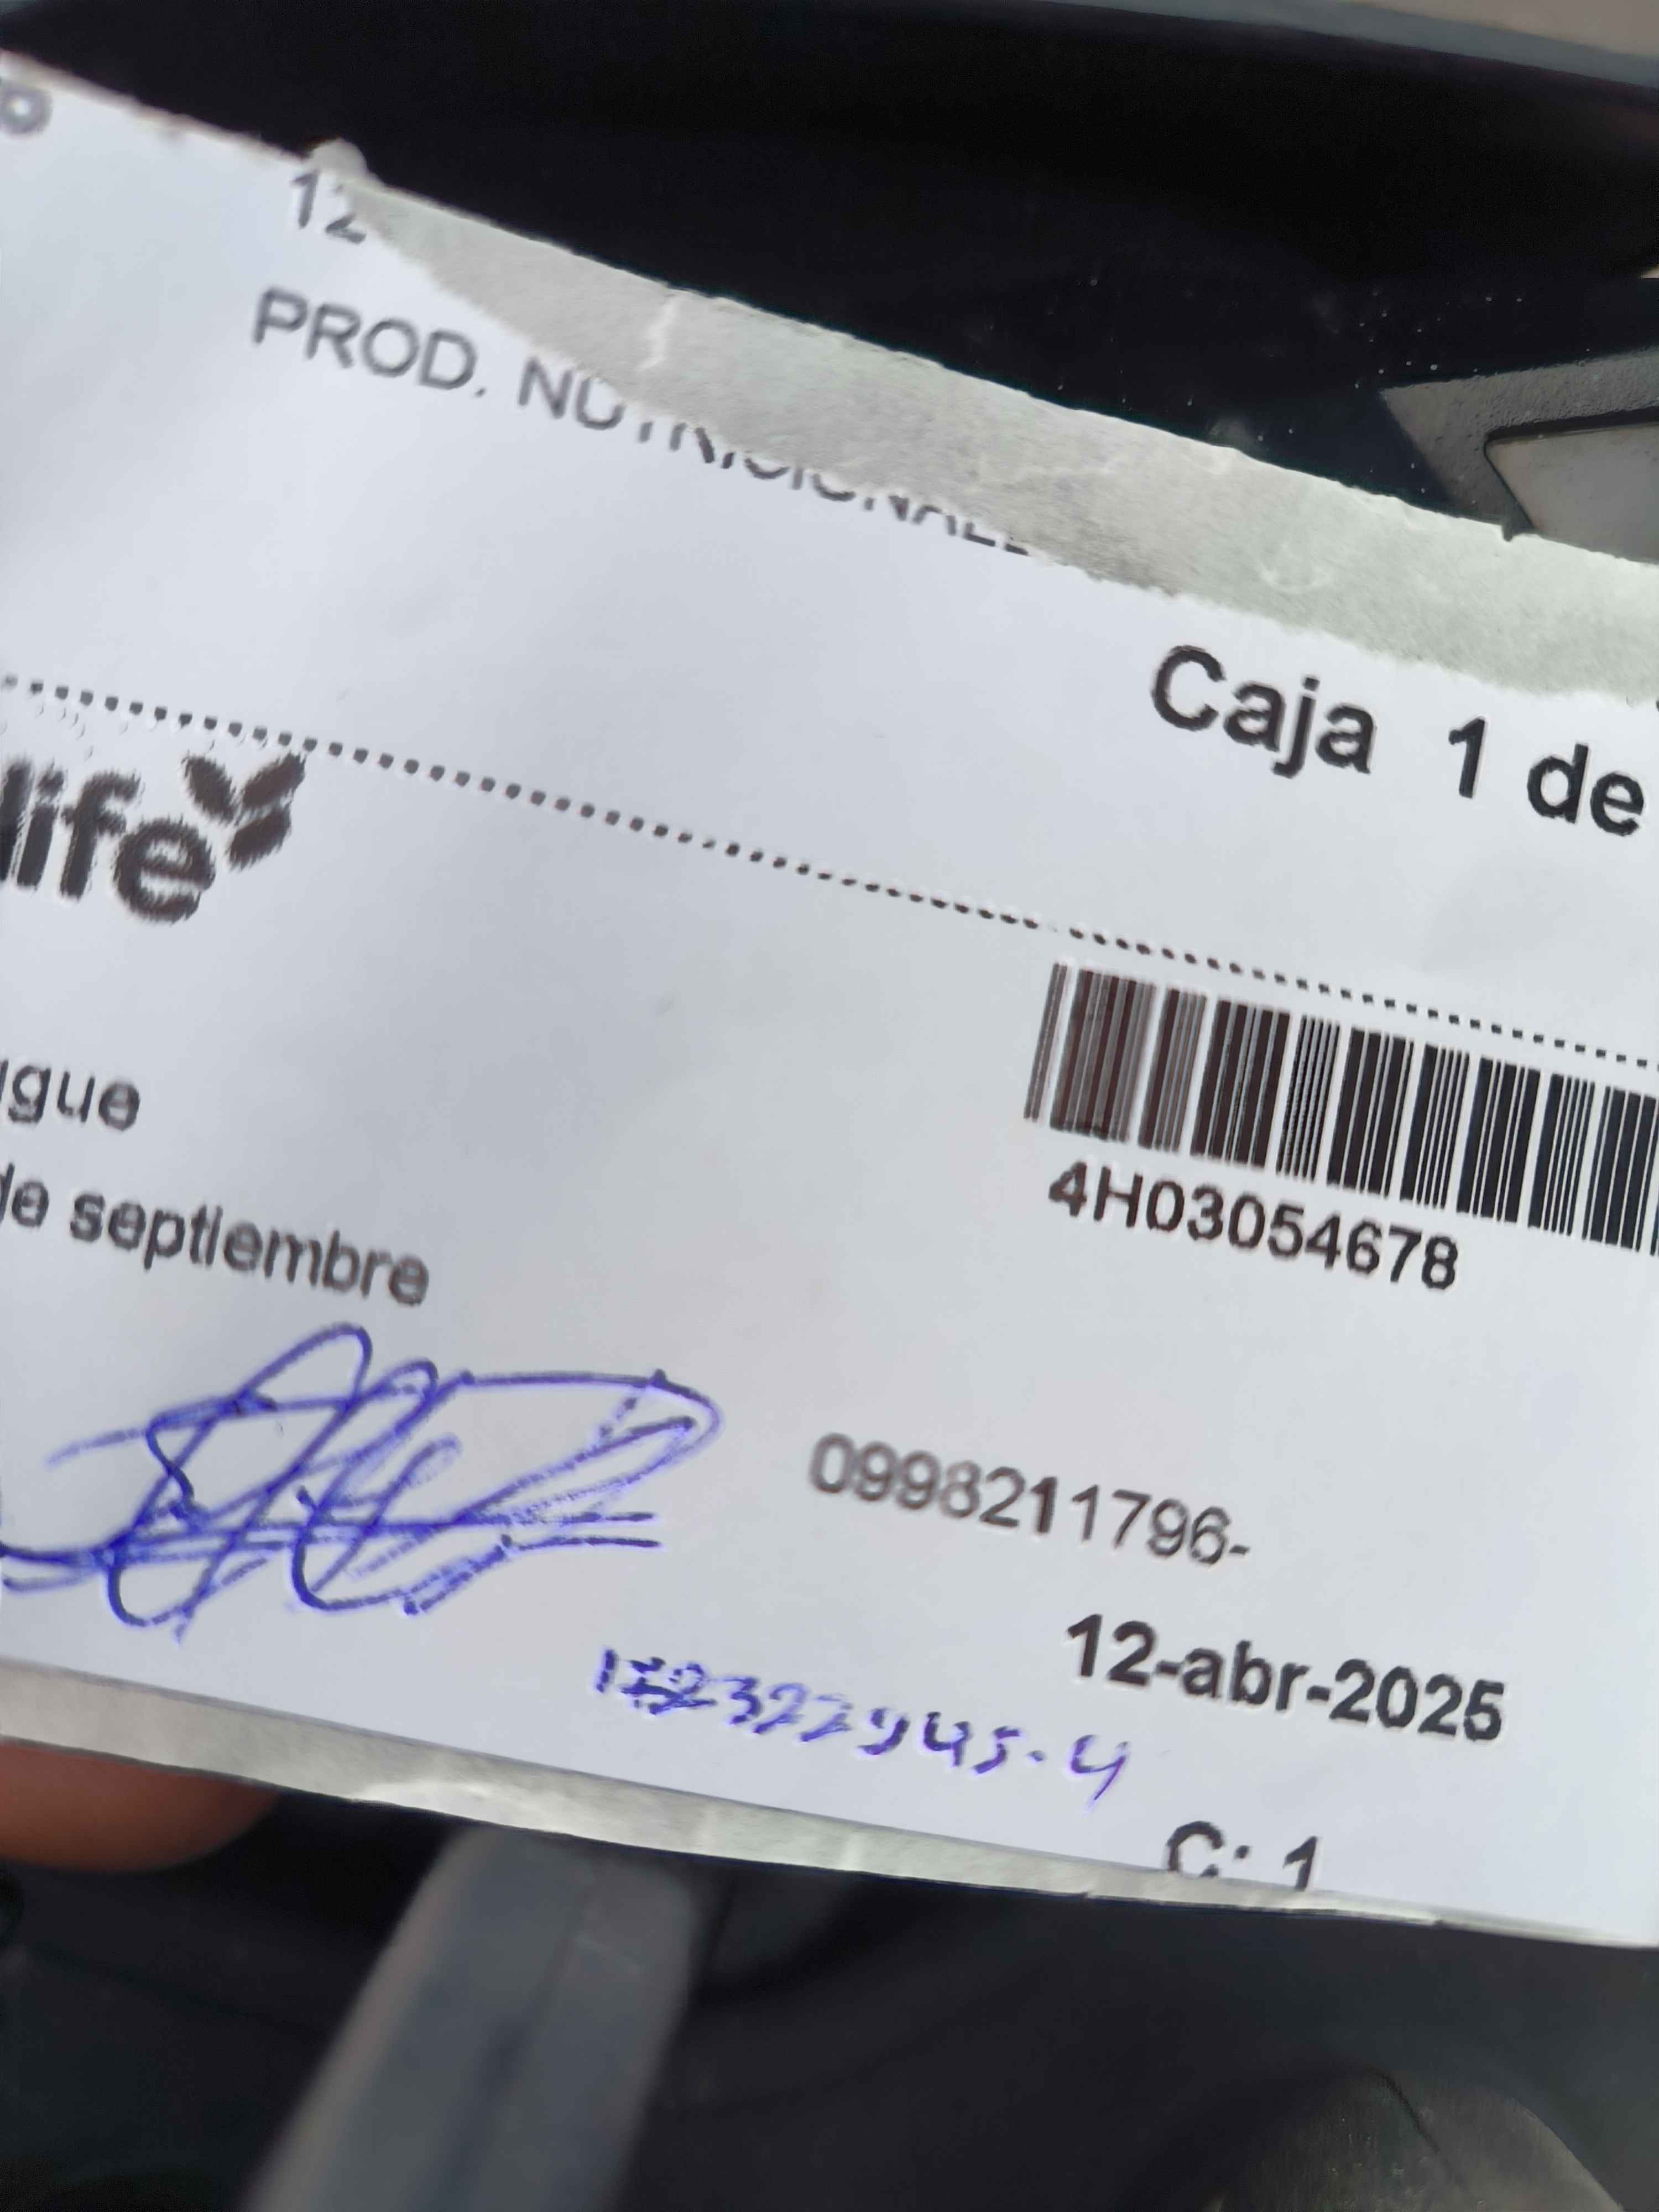 12
PROD. NUTRICIONALE
Caja 1 de
life
gue
de septiembre
4H03054678
0998211796-
12-abr-2025
C: 1